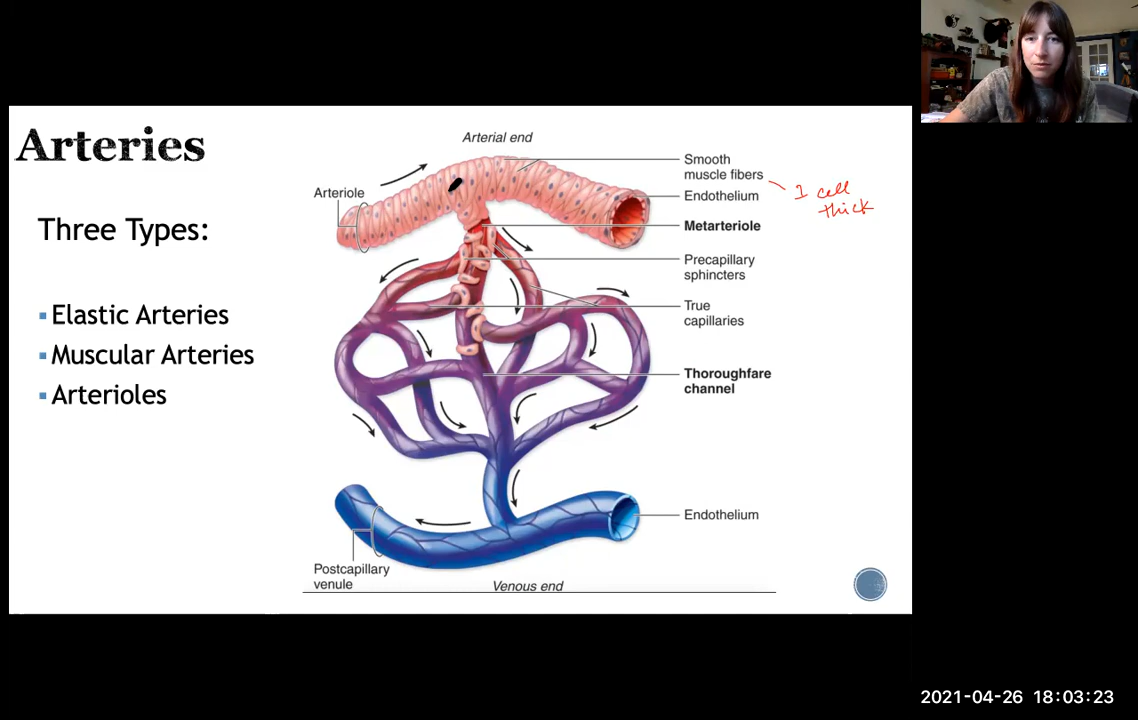 Arteries
Three Types:
▪ Elastic Arteries
▪ Muscular Arteries
▪ Arterioles
Arterial end
Arteriole
Smooth
muscle fibers
Endothelium
1 cell
thick
Metarteriole
Precapillary
sphincters
True
capillaries
Thoroughfare
channel
Endothelium
Postcapillary
venule
Venous end
2021-04-26 18:03:23